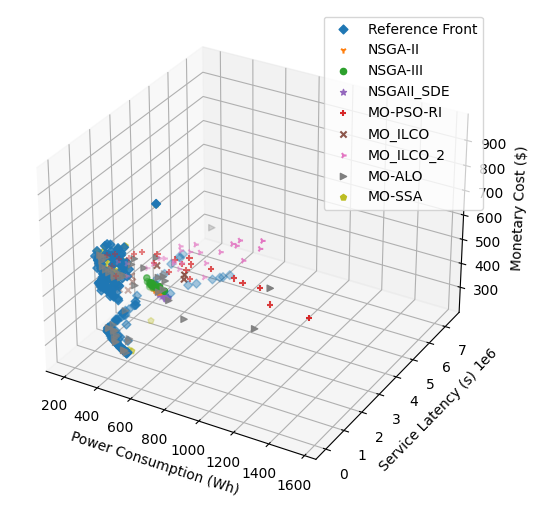 Reference Front
NSGA-II
NSGA-III
NSGAII_SDE
MO-PSO-RI
MO_ILCO
MO_ILCO_2
MO-ALO
MO-SSA
900
800
700
600
500
400
300
Monetary Cost ($)
7
6
5
4
3
2
1
0
1e6
Service Latency (s)
200
400
600
800
1000
1200
1400
1600
Power Consumption (Wh)